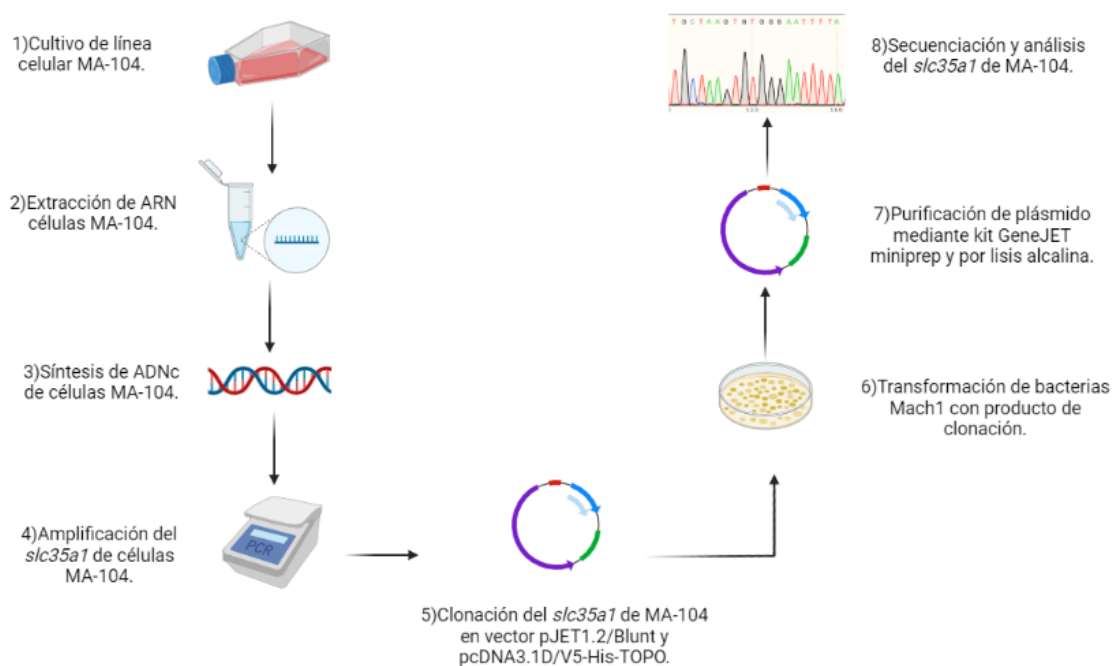 1)Cultivo de línea
celular MA-104.
2)Extracción de ARN
células MA-104.
3)Síntesis de ADNc
de células MA-104.
4)Amplificación del
slc35a1 de células
MA-104.
PCR
5)Clonación del slc35a1 de MA-104
en vector pJET1.2/Blunt y
pcDNA3.1D/V5-His-TOPO.
6)Transformación de bacterias
Mach1 con producto de
clonación.
7)Purificación de plásmido
mediante kit GeneJET
miniprep y por lisis alcalina.
8)Secuenciación y análisis
del slc35a1 de MA-104.
T G C T A A G T G T G G G A A T T T T A